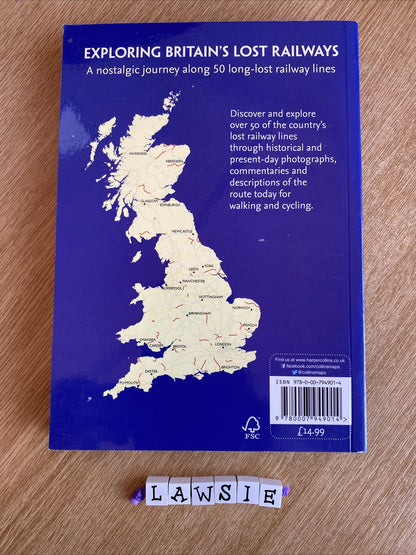 EXPLORING BRITAIN'S LOST RAILWAYS
A nostalgic journey along 50 long-lost railway lines
Discover and explore
over 50 of the country's
lost railway lines
through historical and
present-day photographs,
commentaries and
descriptions of the
route today for
walking and cycling.
INVERNESS
ABERDEEN
GLASGOW
EDINBURGH
NEWCASTLE
LEEDS
YORK
MANCHESTER
LIVERPOOL
NOTTINGHAM
NORWICH
BIRMINGHAM
IPSWICH
SWANSEA
CARDIFF
BRISTOL
LONDON
EXETER
BRIGHTON
PLYMOUTH
Find us at www.harpercollins.co.uk
facebook.com/collinsmaps
@collinsmaps
ISBN 978-0-00-794901-4
9 780007 949014 >
FSC
£14.99
LAWSIE